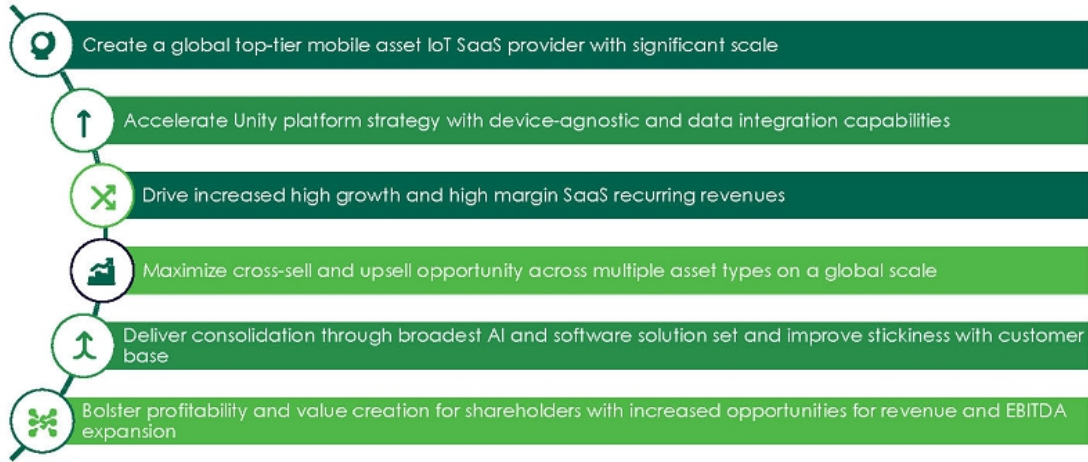 Create a global top-tier mobile asset IoT SaaS provider with significant scale
Accelerate Unity platform strategy with device-agnostic and data integration capabilities
Drive increased high growth and high margin SaaS recurring revenues
Maximize cross-sell and upsell opportunity across multiple asset types on a global scale
Deliver consolidation through broadest AI and software solution set and improve stickiness with customer
base
Bolster profitability and value creation for shareholders with increased opportunities for revenue and EBITDA
expansion